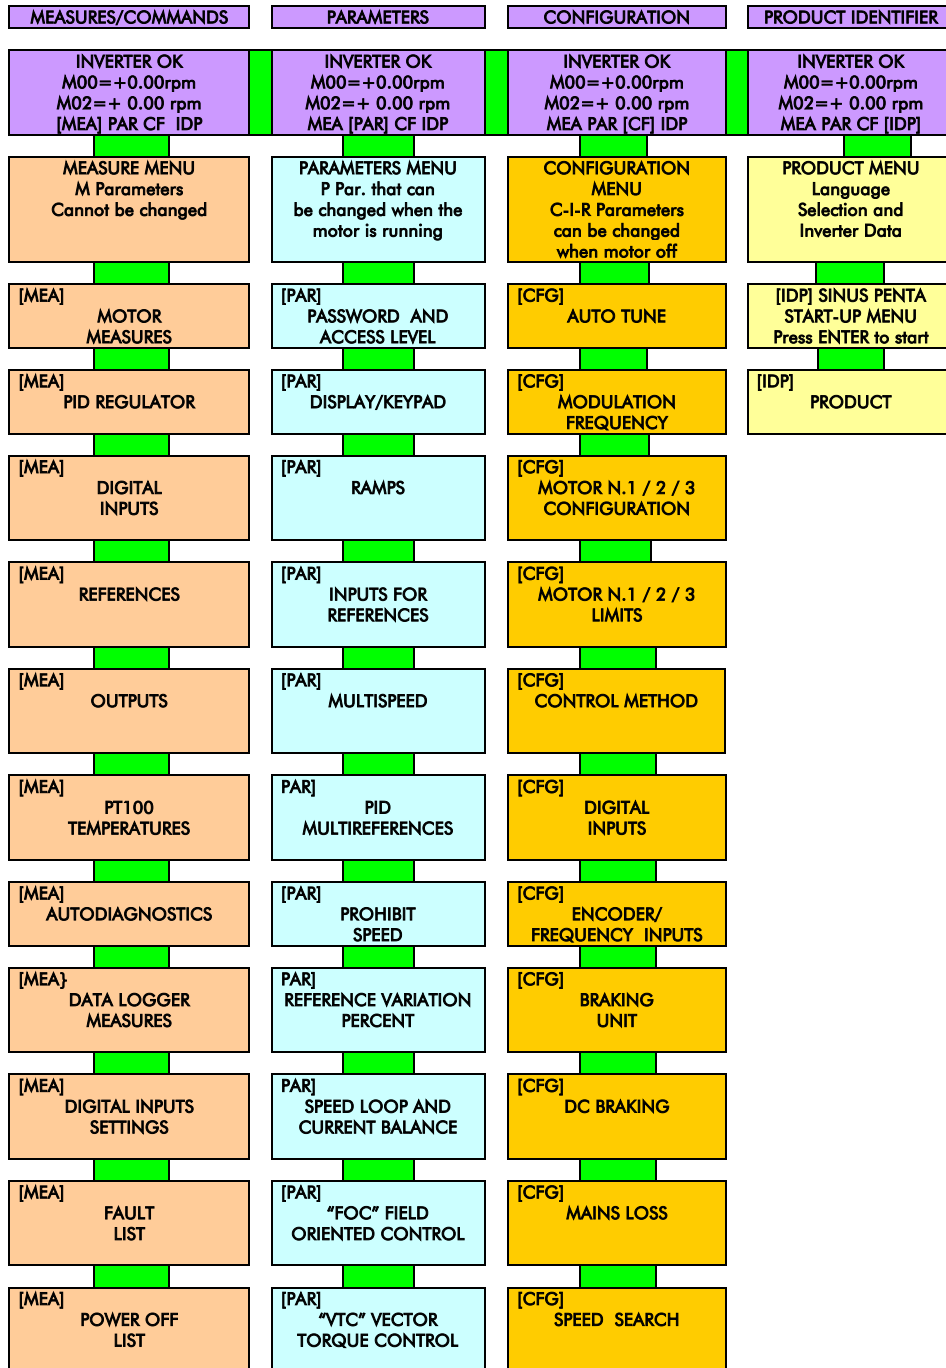 MEASURES/COMMANDS
INVERTER OK
M00=+0.00rpm
M02=+ 0.00 rpm
[MEA] PAR CF IDP
MEASURE MENU
M Parameters
Cannot be changed
[MEA]
MOTOR
MEASURES
[MEA]
PID REGULATOR
[MEA]
DIGITAL
INPUTS
[MEA]
REFERENCES
[MEA]
OUTPUTS
[MEA]
PT100
TEMPERATURES
[MEA]
AUTODIAGNOSTICS
[MEA}
DATA LOGGER
MEASURES
[MEA]
DIGITAL INPUTS
SETTINGS
[MEA]
FAULT
LIST
[MEA]
POWER OFF
LIST
PARAMETERS
INVERTER OK
M00=+0.00rpm
M02=+ 0.00 rpm
MEA [PAR] CF IDP
PARAMETERS MENU
P Par. that can
be changed when the
motor is running
[PAR]
PASSWORD AND
ACCESS LEVEL
[PAR]
DISPLAY/KEYPAD
[PAR]
RAMPS
[PAR]
INPUTS FOR
REFERENCES
[PAR]
MULTISPEED
PAR]
PID
MULTIREFERENCES
[PAR]
PROHIBIT
SPEED
PAR]
REFERENCE VARIATION
PERCENT
PAR]
SPEED LOOP AND
CURRENT BALANCE
[PAR]
“FOC” FIELD
ORIENTED CONTROL
[PAR]
“VTC” VECTOR
TORQUE CONTROL
CONFIGURATION
INVERTER OK
M00=+0.00rpm
M02=+ 0.00 rpm
MEA PAR [CF] IDP
CONFIGURATION
MENU
C-I-R Parameters
can be changed
when motor off
[CFG]
AUTO TUNE
[CFG]
MODULATION
FREQUENCY
[CFG]
MOTOR N.1 / 2 / 3
CONFIGURATION
[CFG]
MOTOR N.1 / 2 / 3
LIMITS
[CFG]
CONTROL METHOD
[CFG]
DIGITAL
INPUTS
[CFG]
ENCODER/
FREQUENCY INPUTS
[CFG]
BRAKING
UNIT
[CFG]
DC BRAKING
[CFG]
MAINS LOSS
[CFG]
SPEED SEARCH
PRODUCT IDENTIFIER
INVERTER OK
M00=+0.00rpm
M02=+ 0.00 rpm
MEA PAR CF [IDP]
PRODUCT MENU
Language
Selection and
Inverter Data
[IDP] SINUS PENTA
START-UP MENU
Press ENTER to start
[IDP]
PRODUCT